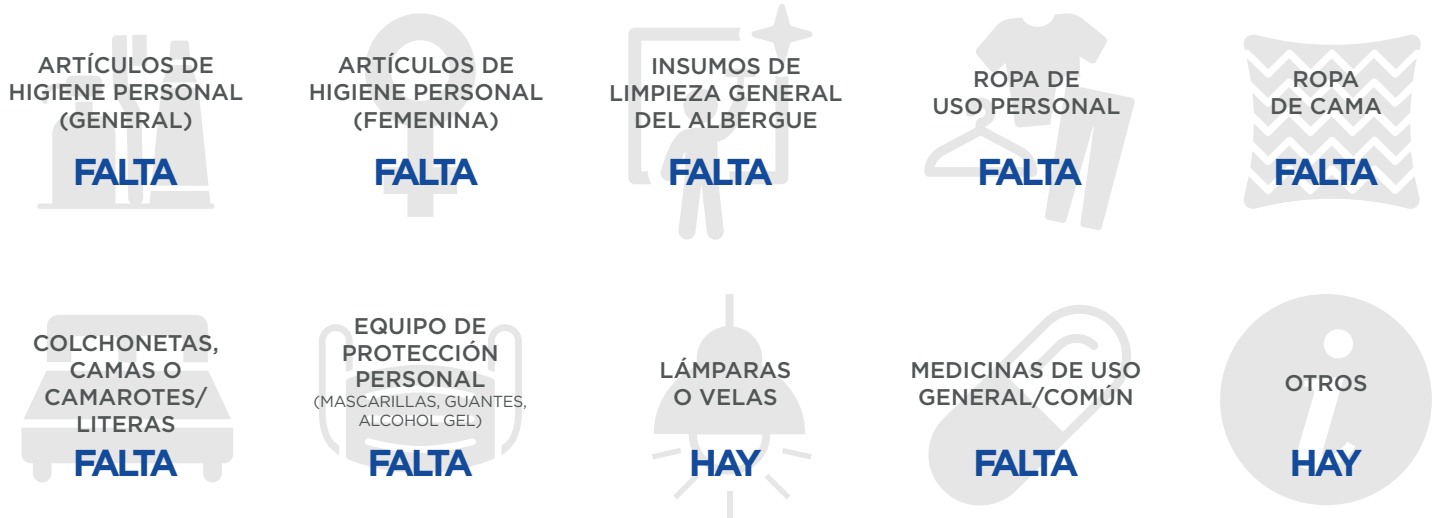 ARTÍCULOS DE
HIGIENE PERSONAL
(GENERAL)
FALTA
ARTÍCULOS DE
HIGIENE PERSONAL
(FEMENINA)
FALTA
INSUMOS DE
LIMPIEZA GENERAL
DEL ALBERGUE
FALTA
ROPA DE
USO PERSONAL
FALTA
ROPA
DE CAMA
FALTA
COLCHONETAS,
CAMAS O
CAMAROTES/
LITERAS
FALTA
EQUIPO DE
PROTECCIÓN
PERSONAL
(MASCARILLAS, GUANTES,
ALCOHOL GEL)
FALTA
LÁMPARAS
O VELAS
HAY
MEDICINAS DE USO
GENERAL/COMÚN
FALTA
OTROS
HAY